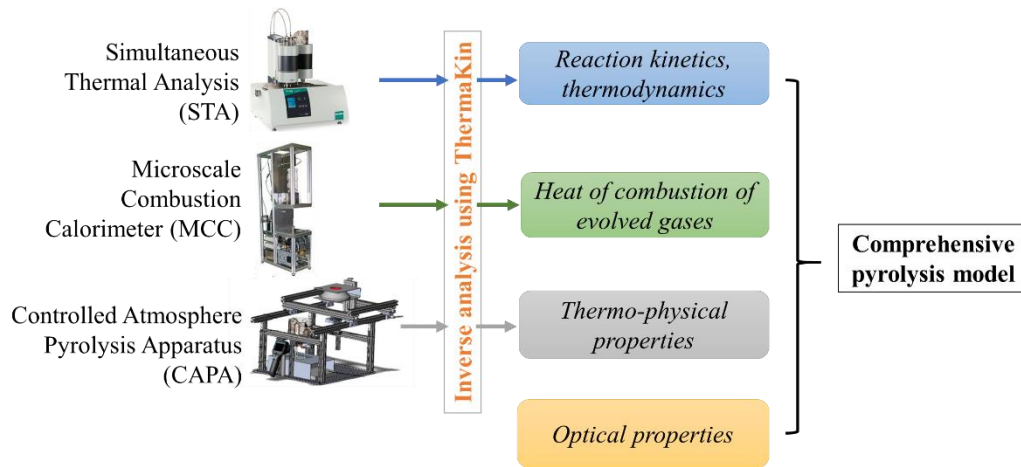 Simultaneous
Thermal Analysis
(STA)
Microscale
Combustion
Calorimeter (MCC)
Controlled Atmosphere
Pyrolysis Apparatus
(CAPA)
Inverse analysis using ThermaKin
Reaction kinetics,
thermodynamics
Heat of combustion of
evolved gases
Thermo-physical
properties
Optical properties
Comprehensive
pyrolysis model